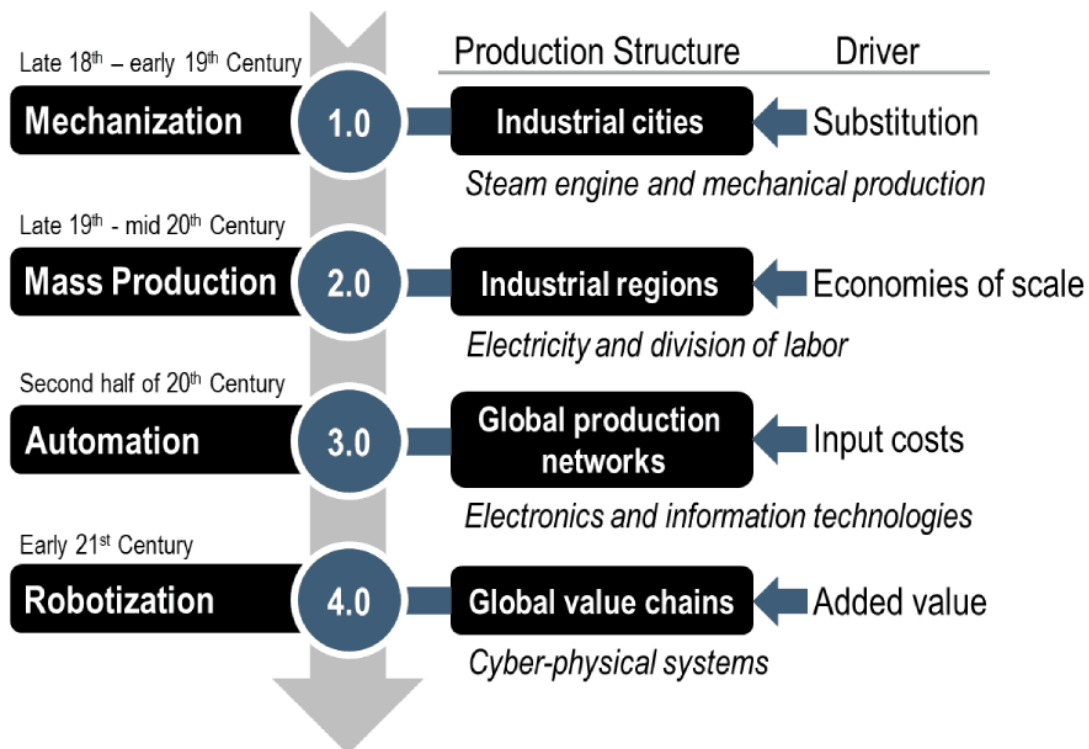 Production Structure Driver
Late 18th – early 19th Century
Mechanization 1.0 Industrial cities Substitution
Steam engine and mechanical production
Late 19th - mid 20th Century
Mass Production 2.0 Industrial regions Economies of scale
Electricity and division of labor
Second half of 20th Century
Automation 3.0 Global production
networks Input costs
Electronics and information technologies
Early 21st Century
Robotization 4.0 Global value chains Added value
Cyber-physical systems